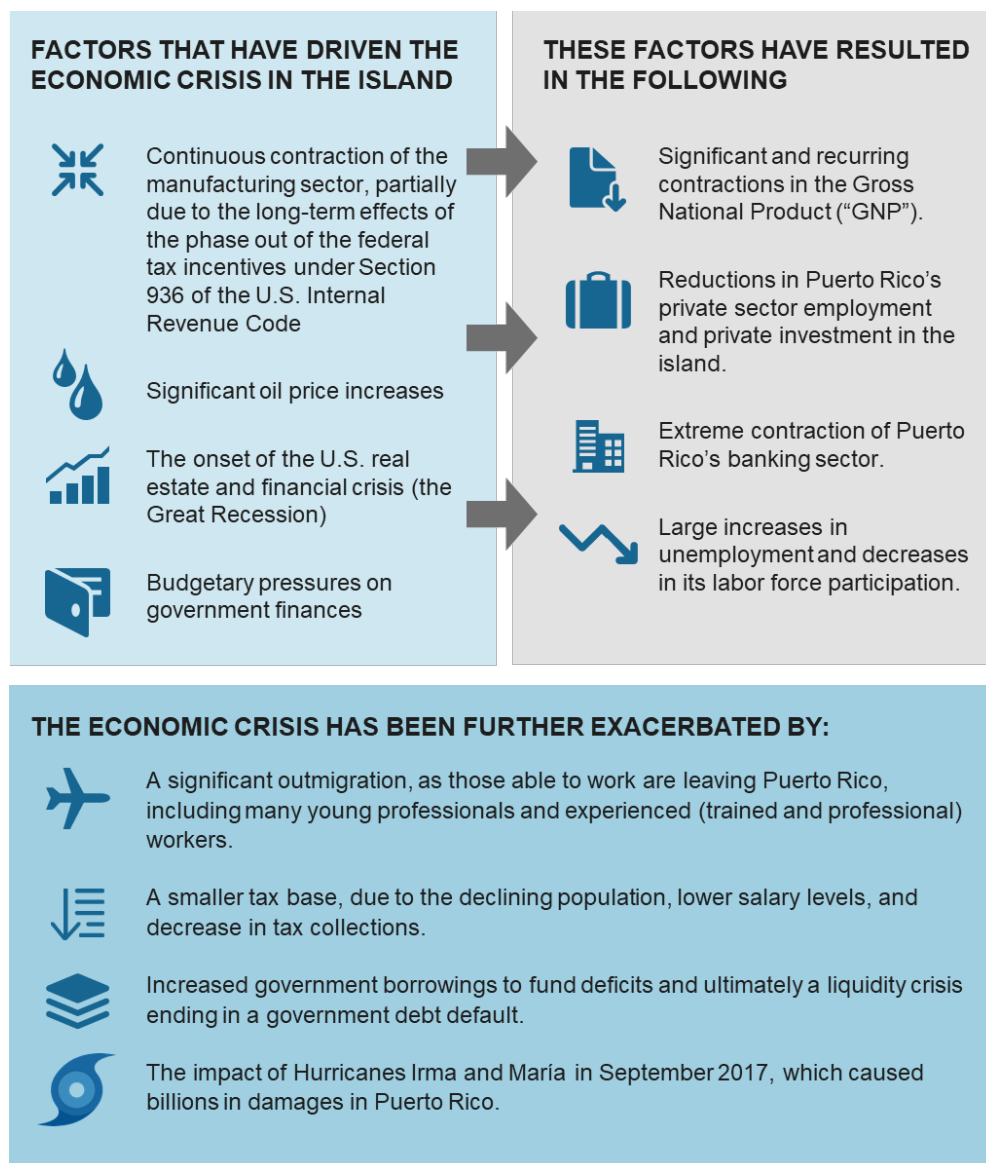 FACTORS THAT HAVE DRIVEN THE
ECONOMIC CRISIS IN THE ISLAND
Continuous contraction of the
manufacturing sector, partially
due to the long-term effects of
the phase out of the federal
tax incentives under Section
936 of the U.S. Internal
Revenue Code
Significant oil price increases
The onset of the U.S. real
estate and financial crisis (the
Great Recession)
Budgetary pressures on
government finances
THESE FACTORS HAVE RESULTED
IN THE FOLLOWING
Significant and recurring
contractions in the Gross
National Product (“GNP”).
Reductions in Puerto Rico’s
private sector employment
and private investment in the
island.
Extreme contraction of Puerto
Rico’s banking sector.
Large increases in
unemployment and decreases
in its labor force participation.
THE ECONOMIC CRISIS HAS BEEN FURTHER EXACERBATED BY:
A significant outmigration, as those able to work are leaving Puerto Rico,
including many young professionals and experienced (trained and professional)
workers.
A smaller tax base, due to the declining population, lower salary levels, and
decrease in tax collections.
Increased government borrowings to fund deficits and ultimately a liquidity crisis
ending in a government debt default.
The impact of Hurricanes Irma and María in September 2017, which caused
billions in damages in Puerto Rico.